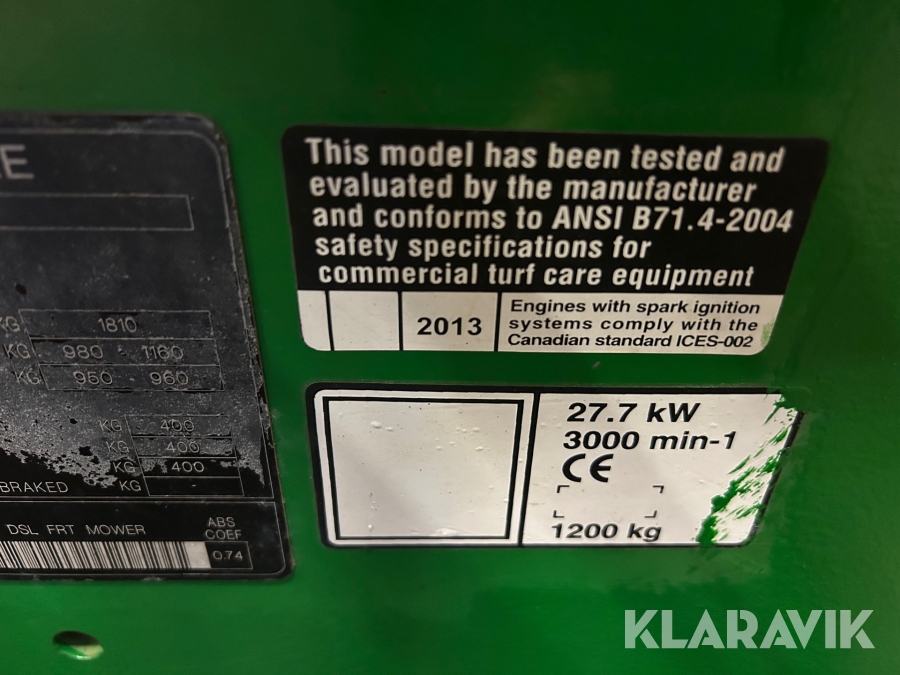 KG 1810
KG 980 - 1160
KG 950 - 960
KG 400
KG 400
KG 400
BRAKED KG
DSL FRT MOWER ABS COEF
0.74
This model has been tested and
evaluated by the manufacturer
and conforms to ANSI B71.4-2004
safety specifications for
commercial turf care equipment
2013
Engines with spark ignition
systems comply with the
Canadian standard ICES-002
27.7 kW
3000 min-1
CE
1200 kg
KLARAVIK